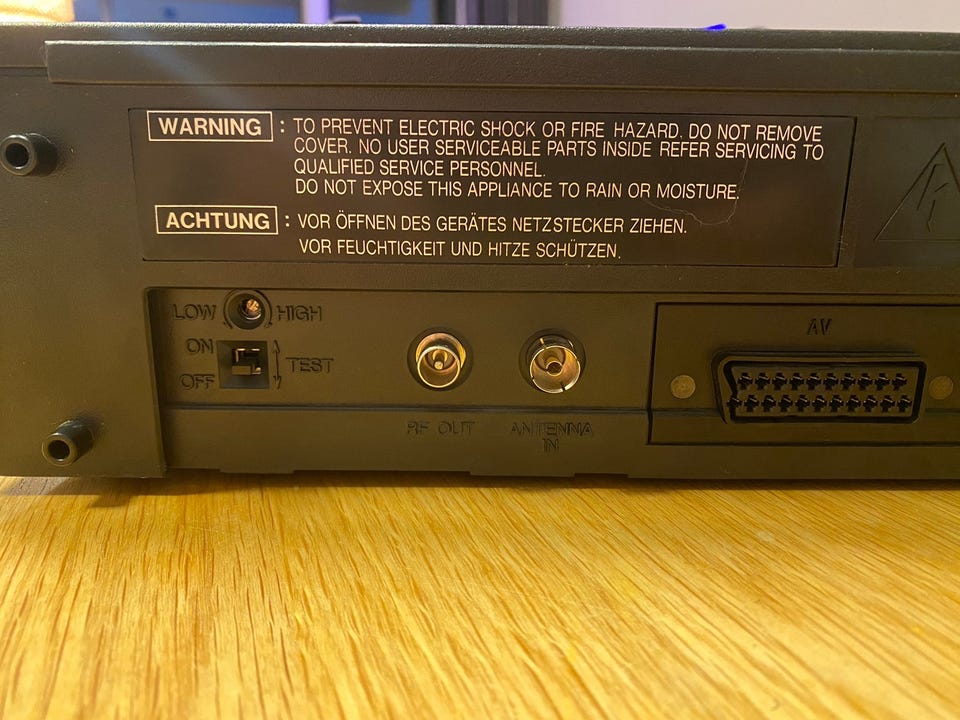 WARNING : TO PREVENT ELECTRIC SHOCK OR FIRE HAZARD. DO NOT REMOVE
COVER. NO USER SERVICEABLE PARTS INSIDE REFER SERVICING TO
QUALIFIED SERVICE PERSONNEL.
DO NOT EXPOSE THIS APPLIANCE TO RAIN OR MOISTURE.
ACHTUNG : VOR ÖFFNEN DES GERÄTES NETZSTECKER ZIEHEN.
VOR FEUCHTIGKEIT UND HITZE SCHÜTZEN.
LOW HIGH
ON
TEST
OFF
RF OUT
ANTENNA
IN
AV